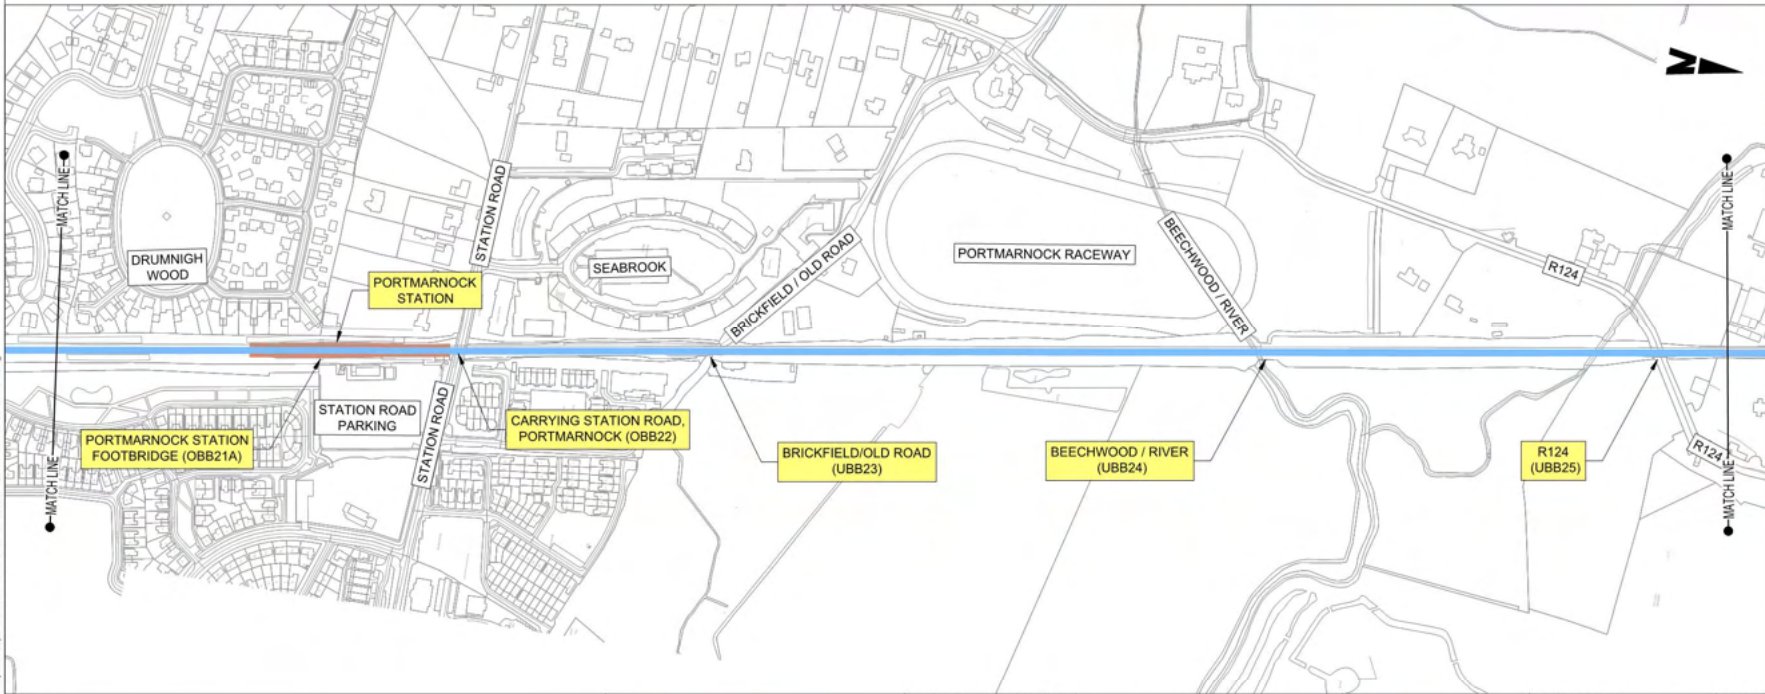 N
MATCH LINE
MATCH LINE
STATION ROAD
DRUMNIGH
WOOD
PORTMARNOCK
STATION
SEABROOK
BRICKFIELD / OLD ROAD
PORTMARNOCK RACEWAY
BEECHWOOD / RIVER
R124
MATCH LINE
MATCH LINE
STATION ROAD
PARKING
STATION ROAD
PORTMARNOCK STATION
FOOTBRIDGE (OBB21A)
CARRYING STATION ROAD,
PORTMARNOCK (OBB22)
BRICKFIELD/OLD ROAD
(UBB23)
BEECHWOOD / RIVER
(UBB24)
R124
(UBB25)
R124